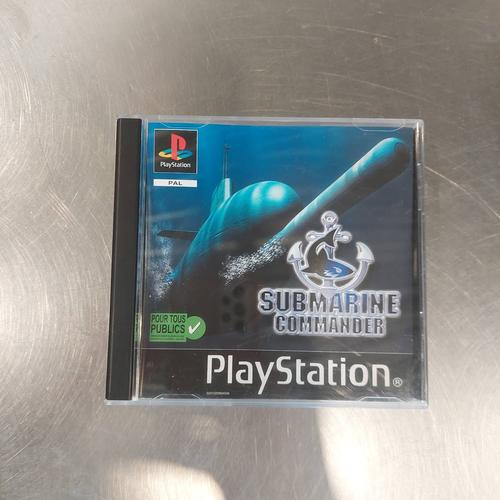 PlayStation
PAL
SUBMARINE
COMMANDER
POUR TOUS
PUBLICS
PlayStation®